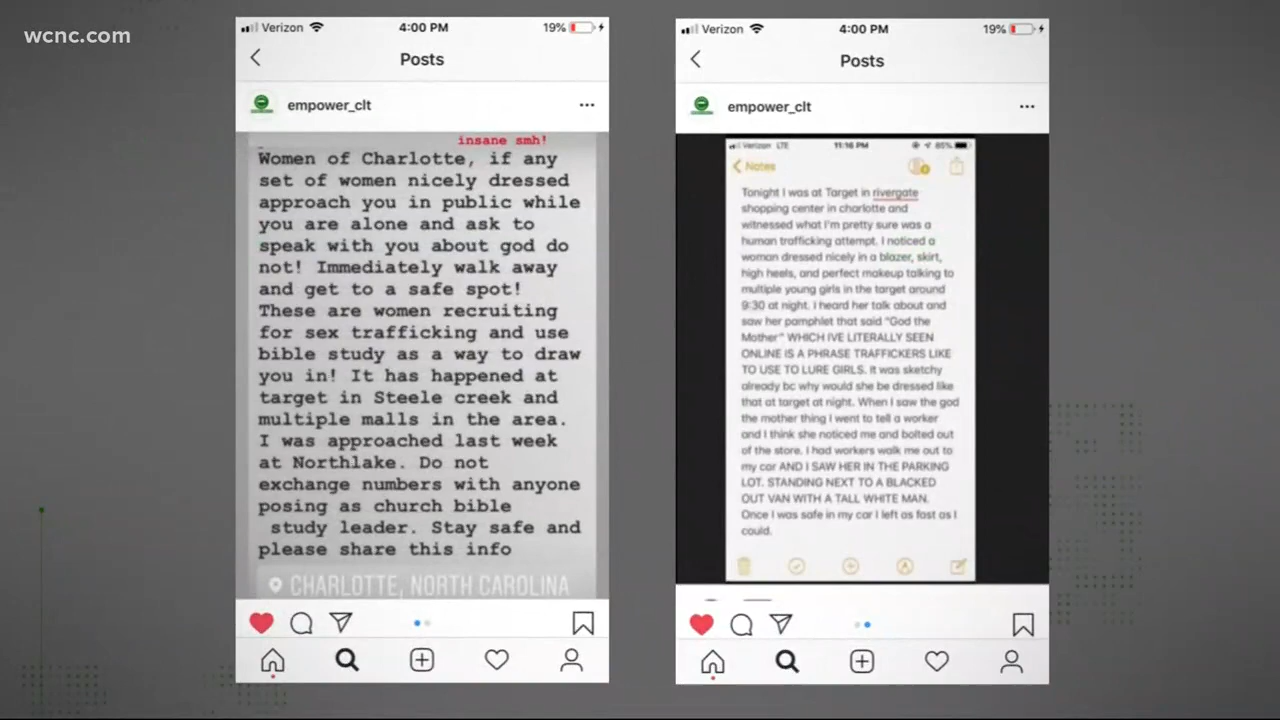 wcnc.com
Verizon 4:00 PM 19%
Posts
empower_clt
insane smh!
Women of Charlotte, if any
set of women nicely dressed
approach you in public while
you are alone and ask to
speak with you about god do
not! Immediately walk away
and get to a safe spot!
These are women recruiting
for sex trafficking and use
bible study as a way to draw
you in! It has happened at
target in Steele creek and
multiple malls in the area.
I was approached last week
at Northlake. Do not
exchange numbers with anyone
posing as church bible
study leader. Stay safe and
please share this info
CHARLOTTE, NORTH CAROLINA
Verizon 4:00 PM 19%
Posts
empower_clt
Verizon LTE 11:16 PM 85%
Notes
Tonight I was at Target in rivergate
shopping center in charlotte and
witnessed what I'm pretty sure was a
human trafficking attempt. I noticed a
woman dressed nicely in a blazer, skirt,
high heels, and perfect makeup talking to
multiple young girls in the target around
9:30 at night. I heard her talk about and
saw her pamphlet that said "God the
Mother" WHICH IVE LITERALLY SEEN
ONLINE IS A PHRASE TRAFFICKERS LIKE
TO USE TO LURE GIRLS. It was sketchy
already bc why would she be dressed like
that at target at night. When I saw the god
the mother thing I went to tell a worker
and I think she noticed me and bolted out
of the store. I had workers walk me out to
my car AND I SAW HER IN THE PARKING
LOT. STANDING NEXT TO A BLACKED
OUT VAN WITH A TALL WHITE MAN.
Once I was safe in my car I left as fast as I
could.